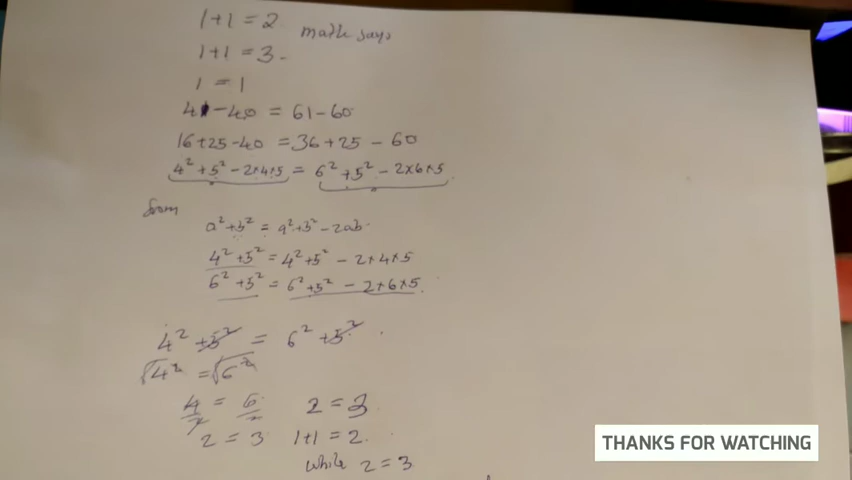 1+1 = 2
math says
1+1 = 3.
1 = 1
41-40 = 61-60
16+25-40 = 36+25-60
4²+5²-2×4×5 = 6²+5²-2×6×5
from
a²+b² = a²+b²-2ab
4²+5² = 4²+5²-2×4×5
6²+5² = 6²+5²-2×6×5.
4²+5² = 6²+5².
√4² = √6²
4 = 6 2 = 3
2 = 3 1+1 = 2.
while 2 = 3
THANKS FOR WATCHING